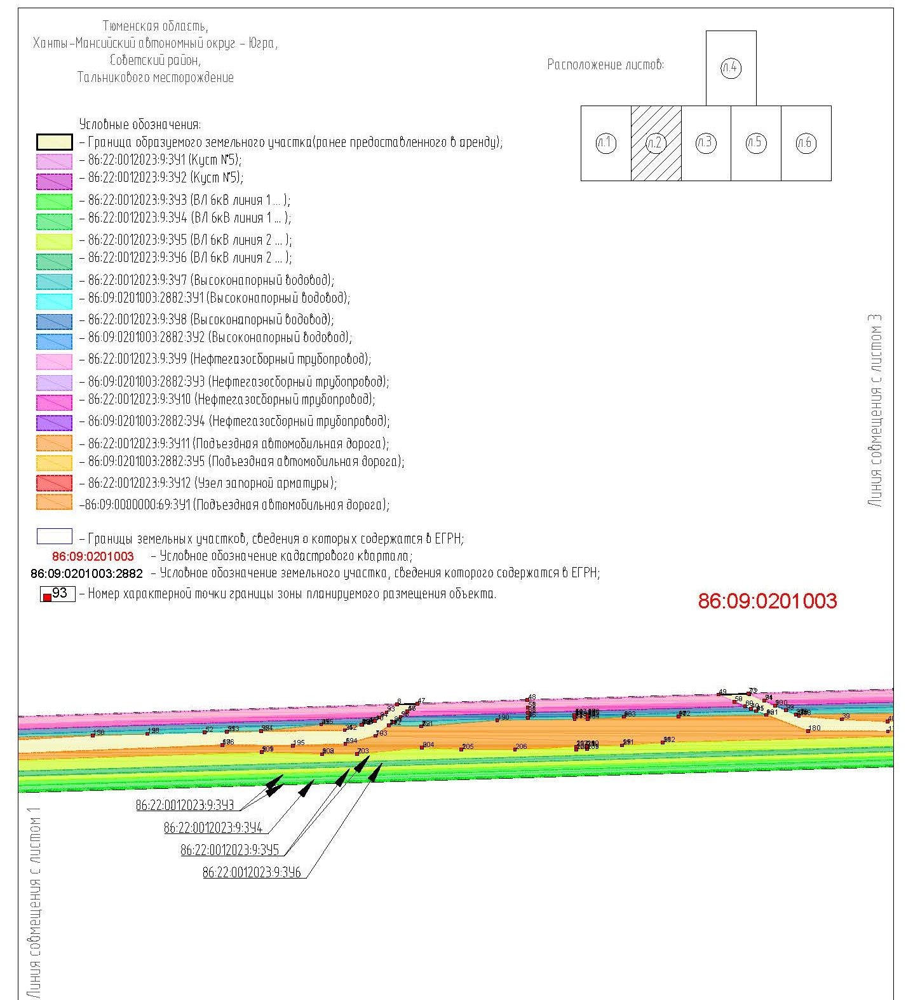 Тюменская область,
Ханты-Мансийский автономный округ - Югра,
Советский район,
Тальникового месторождение
Расположение листов:
л.4
л.1
л.2
л.3
л.5
л.6
Условные обозначения:
- Граница образуемого земельного участка(ранее предоставленного в аренду);
- 86:22:0012023:9:ЗУ1 (Куст №5);
- 86:22:0012023:9:ЗУ2 (Куст №5);
- 86:22:0012023:9:ЗУ3 (ВЛ 6кВ линия 1 ... );
- 86:22:0012023:9:ЗУ4 (ВЛ 6кВ линия 1 ... );
- 86:22:0012023:9:ЗУ5 (ВЛ 6кВ линия 2 ... );
- 86:22:0012023:9:ЗУ6 (ВЛ 6кВ линия 2 ... );
- 86:22:0012023:9:ЗУ7 (Высоконапорный водовод);
- 86:09:0201003:2882:ЗУ1 (Высоконапорный водовод);
- 86:22:0012023:9:ЗУ8 (Высоконапорный водовод);
- 86:09:0201003:2882:ЗУ2 (Высоконапорный водовод);
- 86:22:0012023:9:ЗУ9 (Нефтегазосборный трубопровод);
- 86:09:0201003:2882:ЗУ3 (Нефтегазосборный трубопровод);
- 86:22:0012023:9:ЗУ10 (Нефтегазосборный трубопровод);
- 86:09:0201003:2882:ЗУ4 (Нефтегазосборный трубопровод);
- 86:22:0012023:9:ЗУ11 (Подъездная автомобильная дорога);
- 86:09:0201003:2882:ЗУ5 (Подъездная автомобильная дорога);
- 86:22:0012023:9:ЗУ12 (Узел запорной арматуры);
-86:09:0000000:69:ЗУ1 (Подъездная автомобильная дорога);
- Границы земельных участков, сведения о которых содержатся в ЕГРН;
86:09:0201003 - Условное обозначение кадастрового квартала;
86:09:0201003:2882 - Условное обозначение земельного участка, сведения которого содержатся в ЕГРН;
93 - Номер характерной точки границы зоны планируемого размещения объекта.
Линия совмещения с листом 3
86:09:0201003
8
47
48
49
190
39
180
52
195
194
193
203
204
205
206
86:22:0012023:9:ЗУ3
86:22:0012023:9:ЗУ4
86:22:0012023:9:ЗУ5
86:22:0012023:9:ЗУ6
Линия совмещения с листом 1